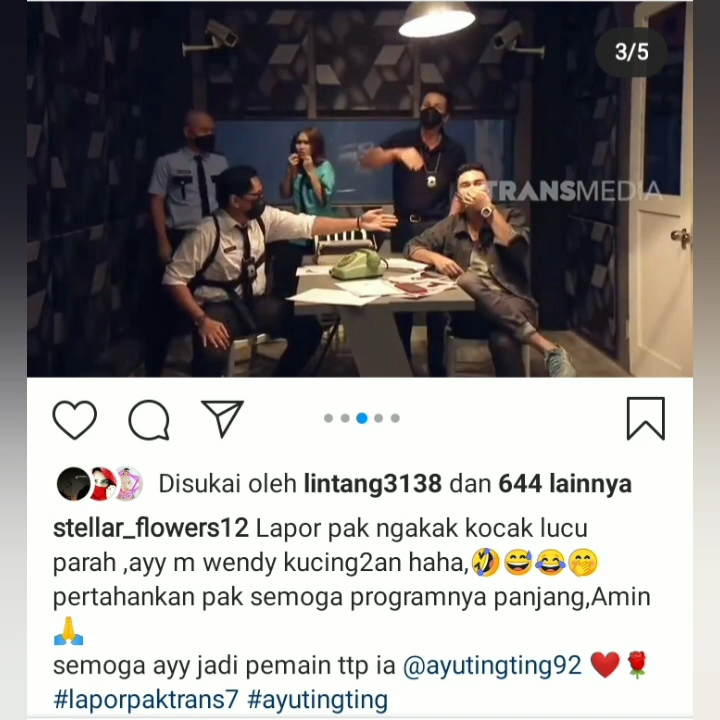 3/5
TRANSMEDIA
Disukai oleh lintang3138 dan 644 lainnya
stellar_flowers12 Lapor pak ngakak kocak lucu
parah ,ayy m wendy kucing2an haha,🤣😅😂🤭
pertahankan pak semoga programnya panjang,Amin
🙏
semoga ayy jadi pemain ttp ia @ayutingting92 ❤️🌹
#laporpaktrans7 #ayutingting